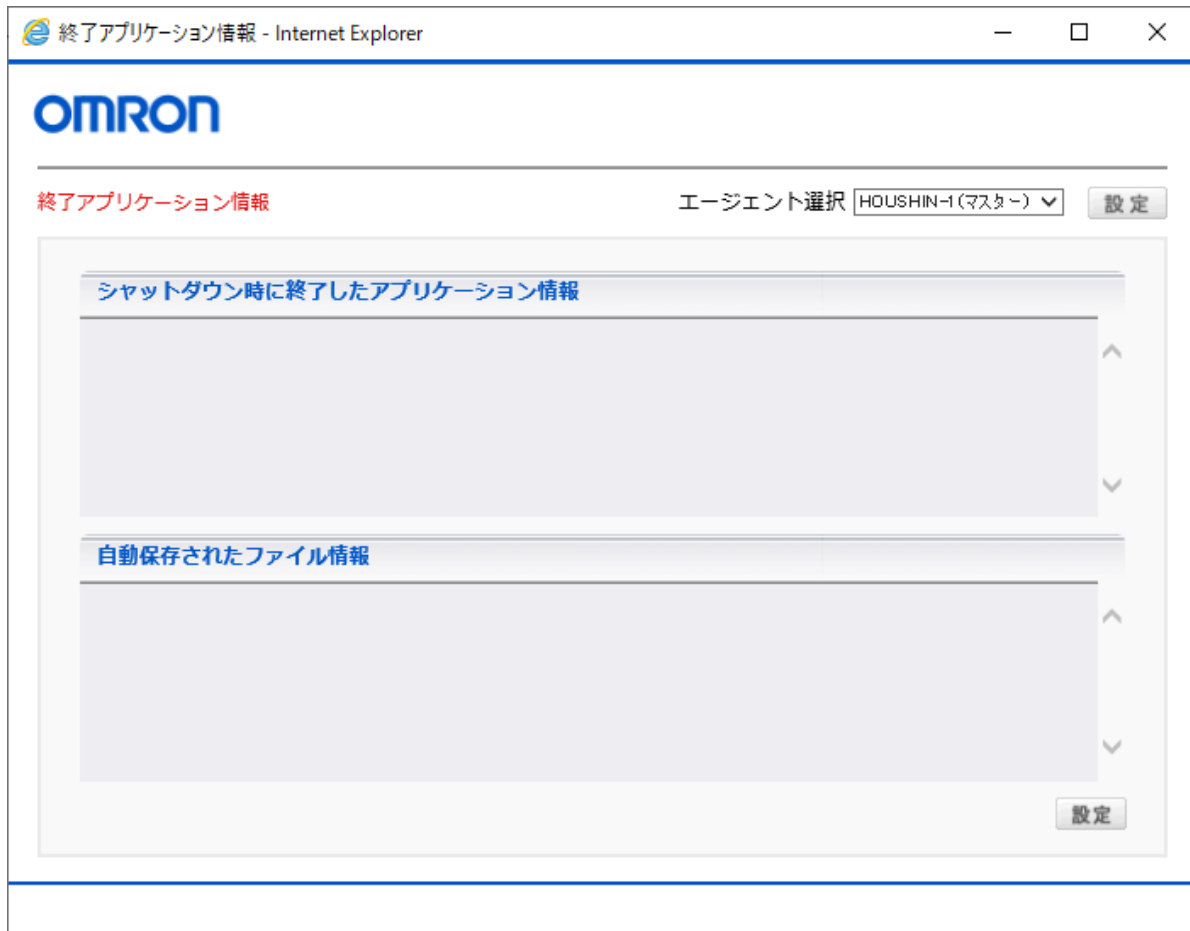 終了アプリケーション情報 - Internet Explorer
OMRON
終了アプリケーション情報 エージェント選択 HOUSHIN-1(マスター) 設定
シャットダウン時に終了したアプリケーション情報
自動保存されたファイル情報
設定